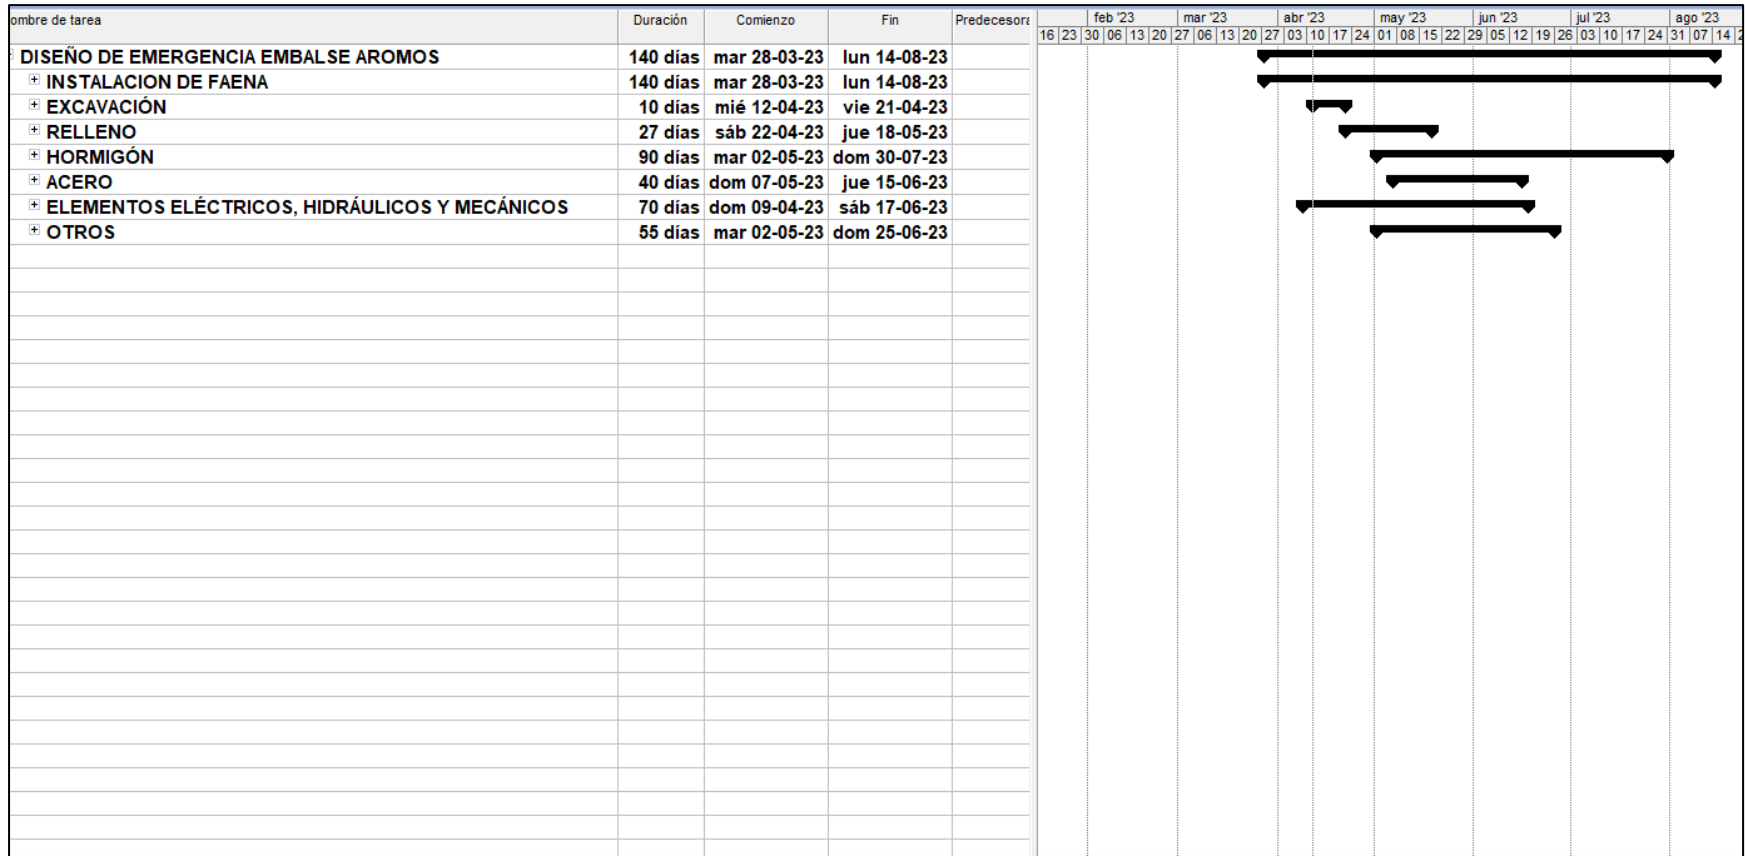 ombre de tarea Duración Comienzo Fin Predecesora feb '23 mar '23 abr '23 may '23 jun '23 jul '23 ago '23
16 23 30 06 13 20 27 06 13 20 27 03 10 17 24 01 08 15 22 29 05 12 19 26 03 10 17 24 31 07 14 2
DISEÑO DE EMERGENCIA EMBALSE AROMOS 140 días mar 28-03-23 lun 14-08-23
INSTALACION DE FAENA 140 días mar 28-03-23 lun 14-08-23
EXCAVACIÓN 10 días mié 12-04-23 vie 21-04-23
RELLENO 27 días sáb 22-04-23 jue 18-05-23
HORMIGÓN 90 días mar 02-05-23 dom 30-07-23
ACERO 40 días dom 07-05-23 jue 15-06-23
ELEMENTOS ELÉCTRICOS, HIDRÁULICOS Y MECÁNICOS 70 días dom 09-04-23 sáb 17-06-23
OTROS 55 días mar 02-05-23 dom 25-06-23